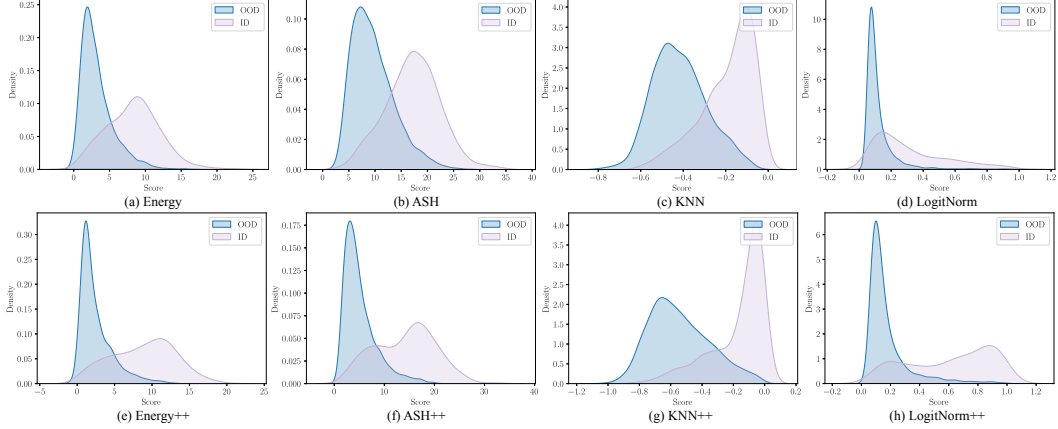 0.25
0.20
0.15
0.10
0.05
0.00
Density
0 5 10 15 20 25
Score
OOD
ID
(a) Energy
0.10
0.08
0.06
0.04
0.02
0.00
Density
0 5 10 15 20 25 30 35 40
Score
OOD
ID
(b) ASH
4.0
3.5
3.0
2.5
2.0
1.5
1.0
0.5
0.0
Density
−0.8 −0.6 −0.4 −0.2 0.0
Score
OOD
ID
(c) KNN
10
8
6
4
2
0
Density
−0.2 0.0 0.2 0.4 0.6 0.8 1.0 1.2
Score
OOD
ID
(d) LogitNorm
0.30
0.25
0.20
0.15
0.10
0.05
0.00
Density
−5 0 5 10 15 20 25
Score
OOD
ID
(e) Energy++
0.175
0.150
0.125
0.100
0.075
0.050
0.025
0.000
Density
0 10 20 30 40
Score
OOD
ID
(f) ASH++
4.0
3.5
3.0
2.5
2.0
1.5
1.0
0.5
0.0
Density
−1.2 −1.0 −0.8 −0.6 −0.4 −0.2 0.0 0.2
Score
OOD
ID
(g) KNN++
6
5
4
3
2
1
0
Density
−0.2 0.0 0.2 0.4 0.6 0.8 1.0 1.2
Score
OOD
ID
(h) LogitNorm++